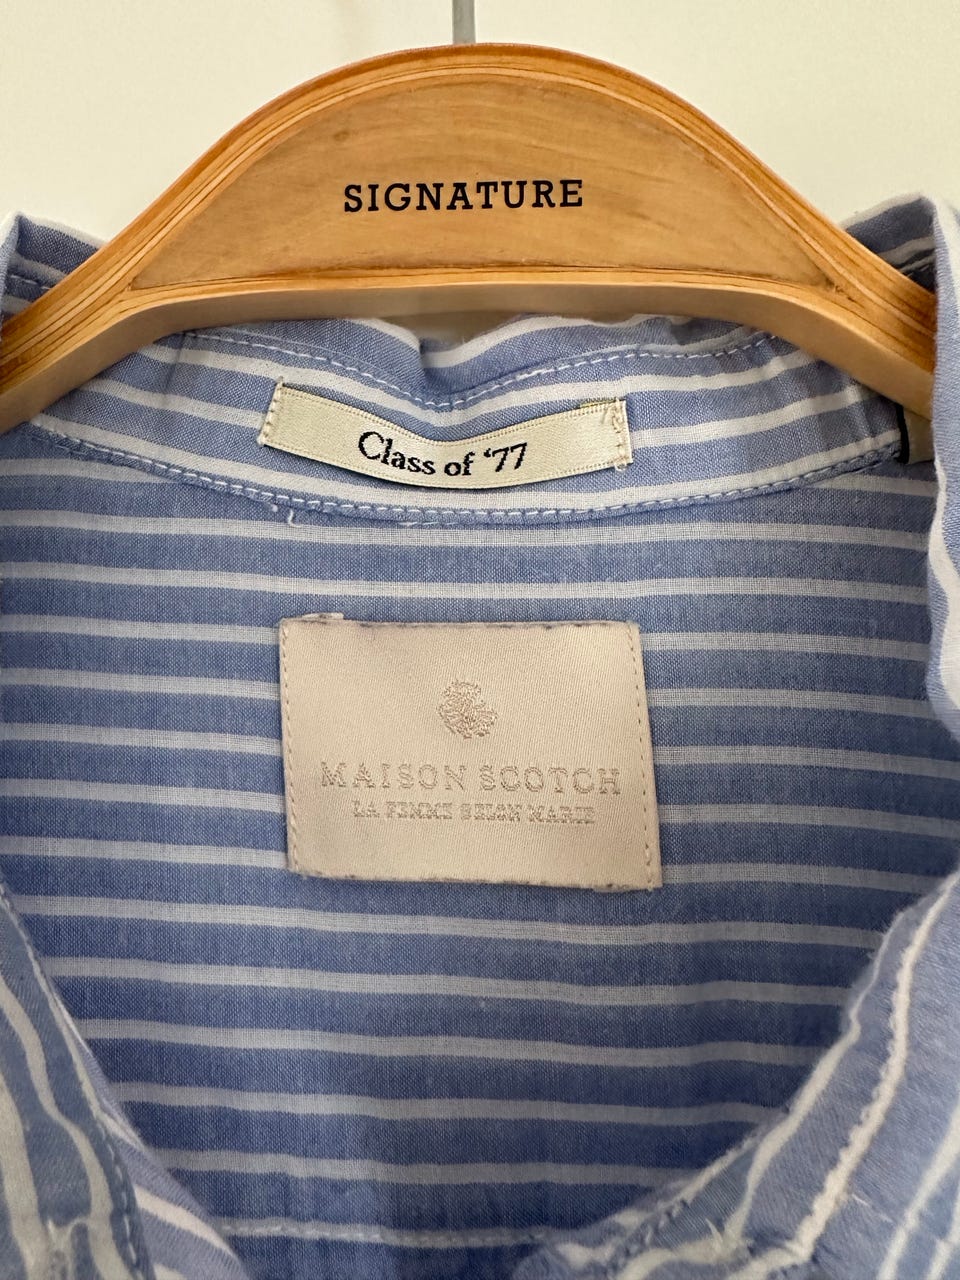 SIGNATURE
Class of ‘77
MAISON SCOTCH
LA FEMME SELON MARIE